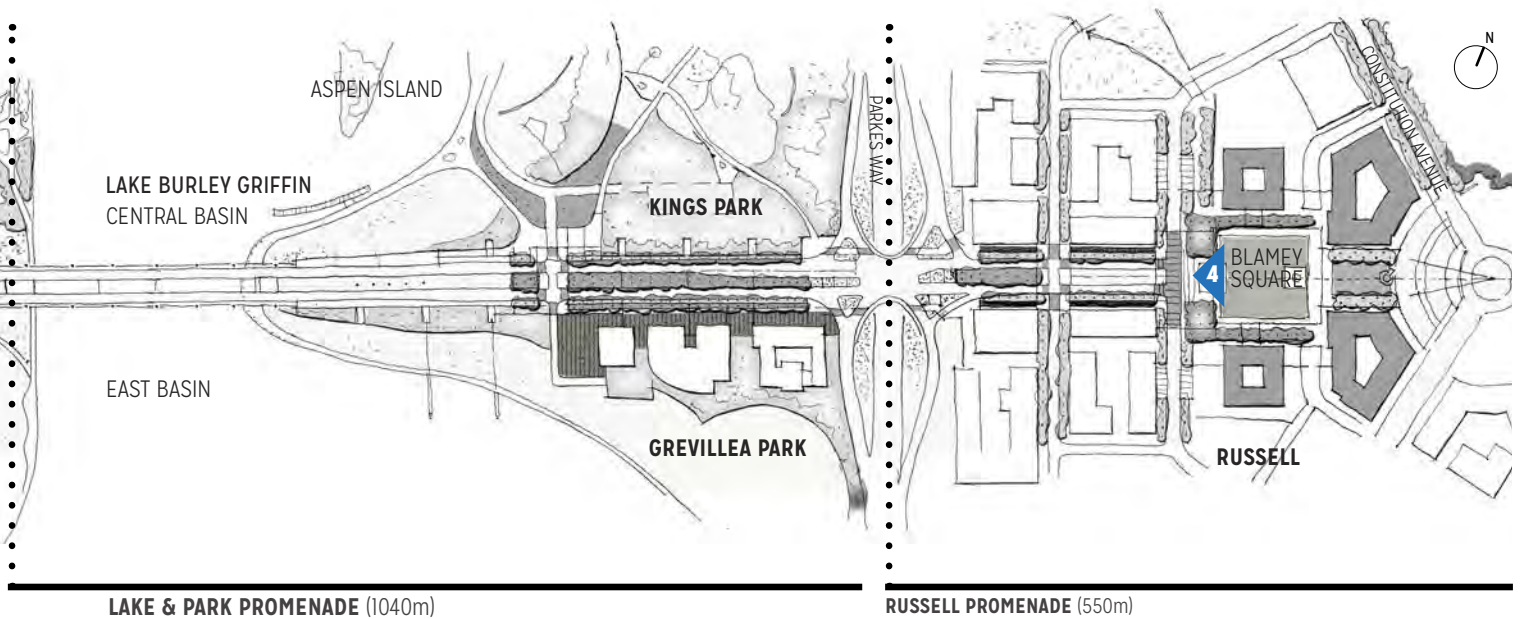 N
ASPEN ISLAND
CONSTITUTION AVENUE
PARKES WAY
LAKE BURLEY GRIFFIN
CENTRAL BASIN
KINGS PARK
4
BLAMEY
SQUARE
EAST BASIN
GREVILLEA PARK
RUSSELL
LAKE & PARK PROMENADE (1040m)
RUSSELL PROMENADE (550m)